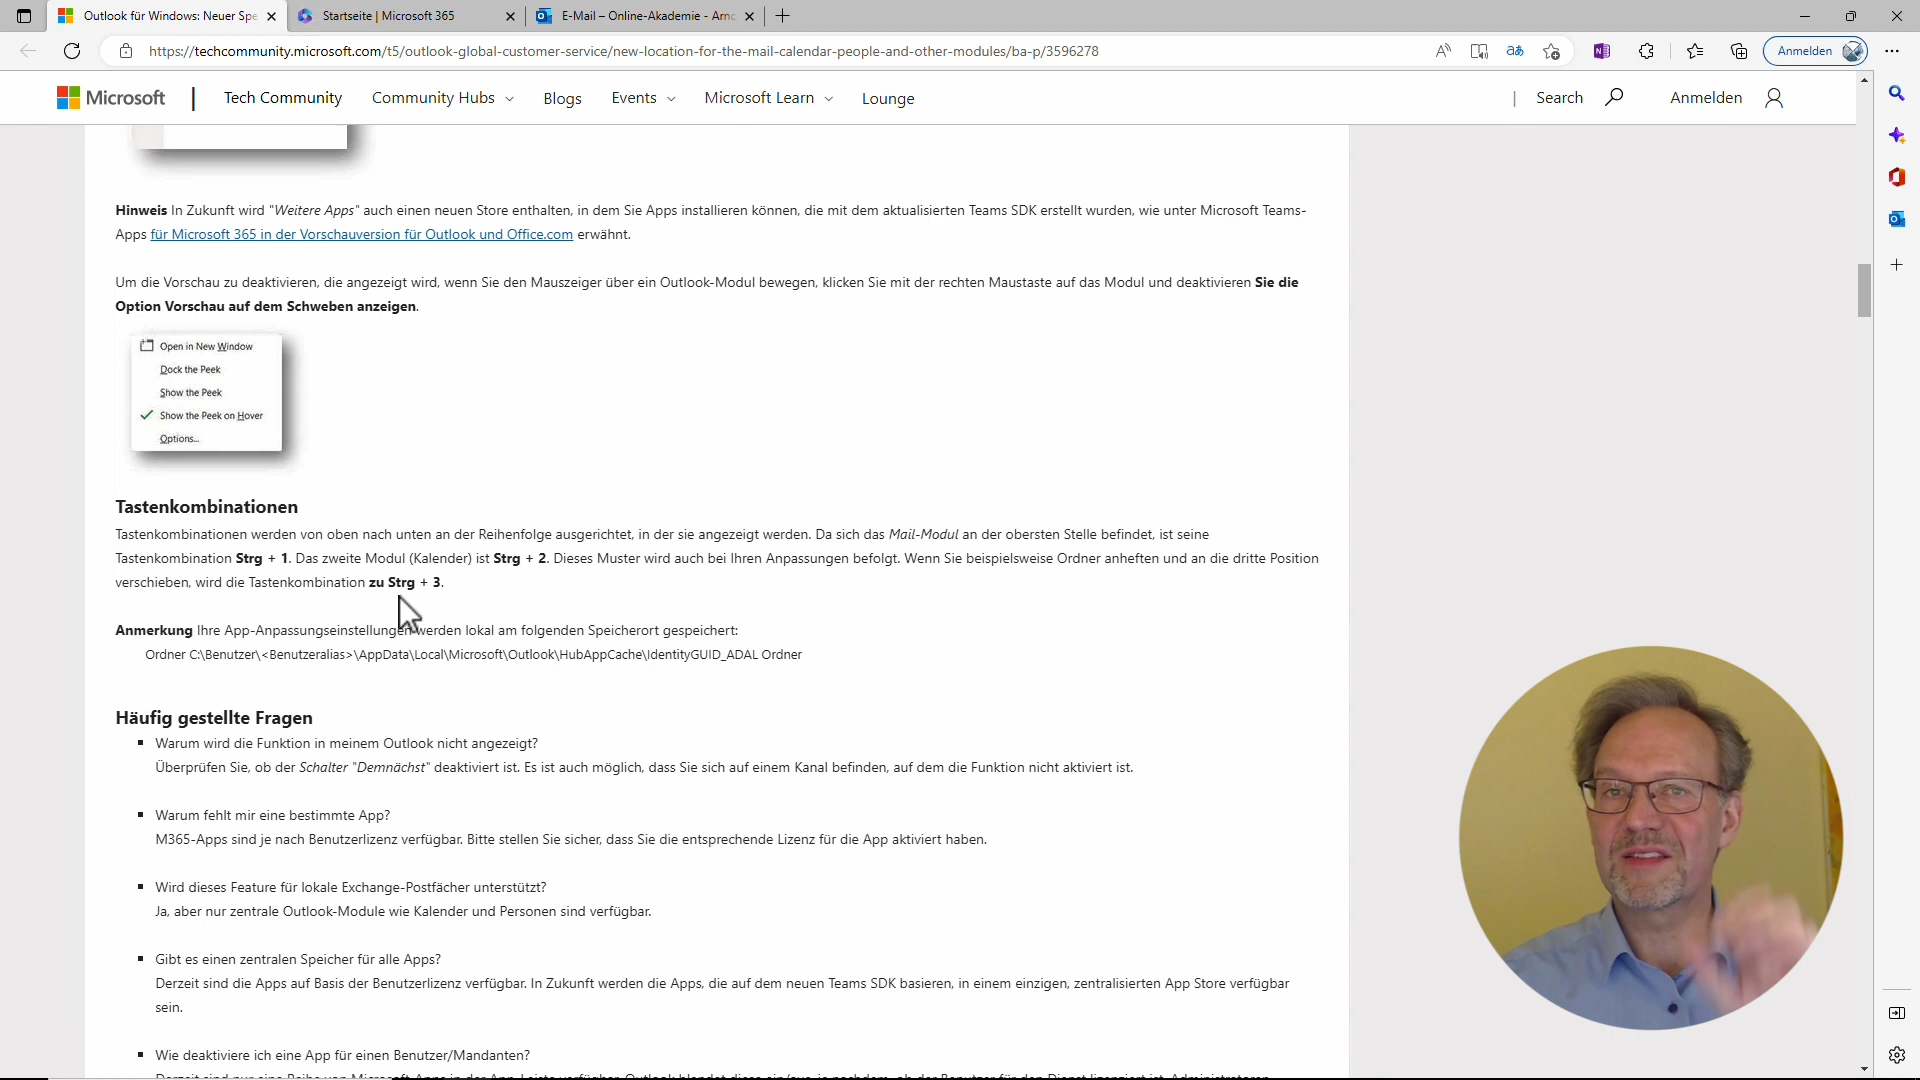 Outlook für Windows: Neuer Spe
Startseite | Microsoft 365
E-Mail – Online-Akademie - Arno
https://techcommunity.microsoft.com/t5/outlook-global-customer-service/new-location-for-the-mail-calendar-people-and-other-modules/ba-p/3596278
Anmelden
Microsoft
Tech Community
Community Hubs
Blogs
Events
Microsoft Learn
Lounge
Search
Anmelden
Hinweis In Zukunft wird "Weitere Apps" auch einen neuen Store enthalten, in dem Sie Apps installieren können, die mit dem aktualisierten Teams SDK erstellt wurden, wie unter Microsoft Teams-
Apps für Microsoft 365 in der Vorschauversion für Outlook und Office.com erwähnt.
Um die Vorschau zu deaktivieren, die angezeigt wird, wenn Sie den Mauszeiger über ein Outlook-Modul bewegen, klicken Sie mit der rechten Maustaste auf das Modul und deaktivieren Sie die
Option Vorschau auf dem Schweben anzeigen.
Open in New Window
Dock the Peek
Show the Peek
Show the Peek on Hover
Options...
Tastenkombinationen
Tastenkombinationen werden von oben nach unten an der Reihenfolge ausgerichtet, in der sie angezeigt werden. Da sich das Mail-Modul an der obersten Stelle befindet, ist seine
Tastenkombination Strg + 1. Das zweite Modul (Kalender) ist Strg + 2. Dieses Muster wird auch bei Ihren Anpassungen befolgt. Wenn Sie beispielsweise Ordner anheften und an die dritte Position
verschieben, wird die Tastenkombination zu Strg + 3.
Anmerkung Ihre App-Anpassungseinstellungen werden lokal am folgenden Speicherort gespeichert:
Ordner C:\Benutzer\<Benutzeralias>\AppData\Local\Microsoft\Outlook\HubAppCache\IdentityGUID_ADAL Ordner
Häufig gestellte Fragen
Warum wird die Funktion in meinem Outlook nicht angezeigt?
Überprüfen Sie, ob der Schalter "Demnächst" deaktiviert ist. Es ist auch möglich, dass Sie sich auf einem Kanal befinden, auf dem die Funktion nicht aktiviert ist.
Warum fehlt mir eine bestimmte App?
M365-Apps sind je nach Benutzerlizenz verfügbar. Bitte stellen Sie sicher, dass Sie die entsprechende Lizenz für die App aktiviert haben.
Wird dieses Feature für lokale Exchange-Postfächer unterstützt?
Ja, aber nur zentrale Outlook-Module wie Kalender und Personen sind verfügbar.
Gibt es einen zentralen Speicher für alle Apps?
Derzeit sind die Apps auf Basis der Benutzerlizenz verfügbar. In Zukunft werden die Apps, die auf dem neuen Teams SDK basieren, in einem einzigen, zentralisierten App Store verfügbar
sein.
Wie deaktiviere ich eine App für einen Benutzer/Mandanten?